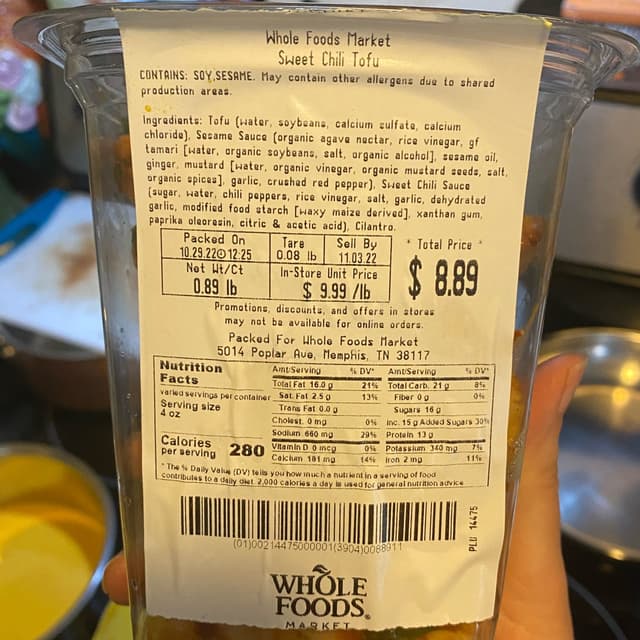 Whole Foods Market
Sweet Chili Tofu
CONTAINS: SOY,SESAME. May contain other allergens due to shared
production areas.
Ingredients: Tofu (water, soybeans, calcium sulfate, calcium
chloride), Sesame Sauce (organic agave nectar, rice vinegar, gf
tamari [water, organic soybeans, salt, organic alcohol], sesame oil,
ginger, mustard [water, organic vinegar, organic mustard seeds, salt,
organic spices], garlic, crushed red pepper), Sweet Chili Sauce
(sugar, water, chili peppers, rice vinegar, salt, garlic, dehydrated
garlic, modified food starch [waxy maize derived], xanthan gum,
paprika oleoresin, citric & acetic acid), Cilantro.
Packed On Tare Sell By * Total Price *
10.29.22 12:25 0.08 lb 11.03.22
Net Wt/Ct In-Store Unit Price $ 8.89
0.89 lb $ 9.99 /lb
Promotions, discounts, and offers in stores
may not be available for online orders.
Packed For Whole Foods Market
5014 Poplar Ave, Memphis, TN 38117
Nutrition Facts
varied servings per container
Serving size
4 oz
Calories per serving 280
Amt/Serving % DV* Amt/Serving % DV*
Total Fat 16.0 g 21% Total Carb. 21 g 8%
Sat. Fat 2.5 g 13% Fiber 0 g 0%
Trans Fat 0.0 g Sugars 16 g
Cholest. 0 mg 0% Inc. 15 g Added Sugars 30%
Sodium 660 mg 29% Protein 13 g
Vitamin D 0 mcg 0% Potassium 340 mg 7%
Calcium 181 mg 14% Iron 2 mg 11%
* The % Daily Value (DV) tells you how much a nutrient in a serving of food
contributes to a daily diet. 2,000 calories a day is used for general nutrition advice
(01)00214475000001(3904)0088911
PLU 14475
WHOLE
FOODS®
MARKET